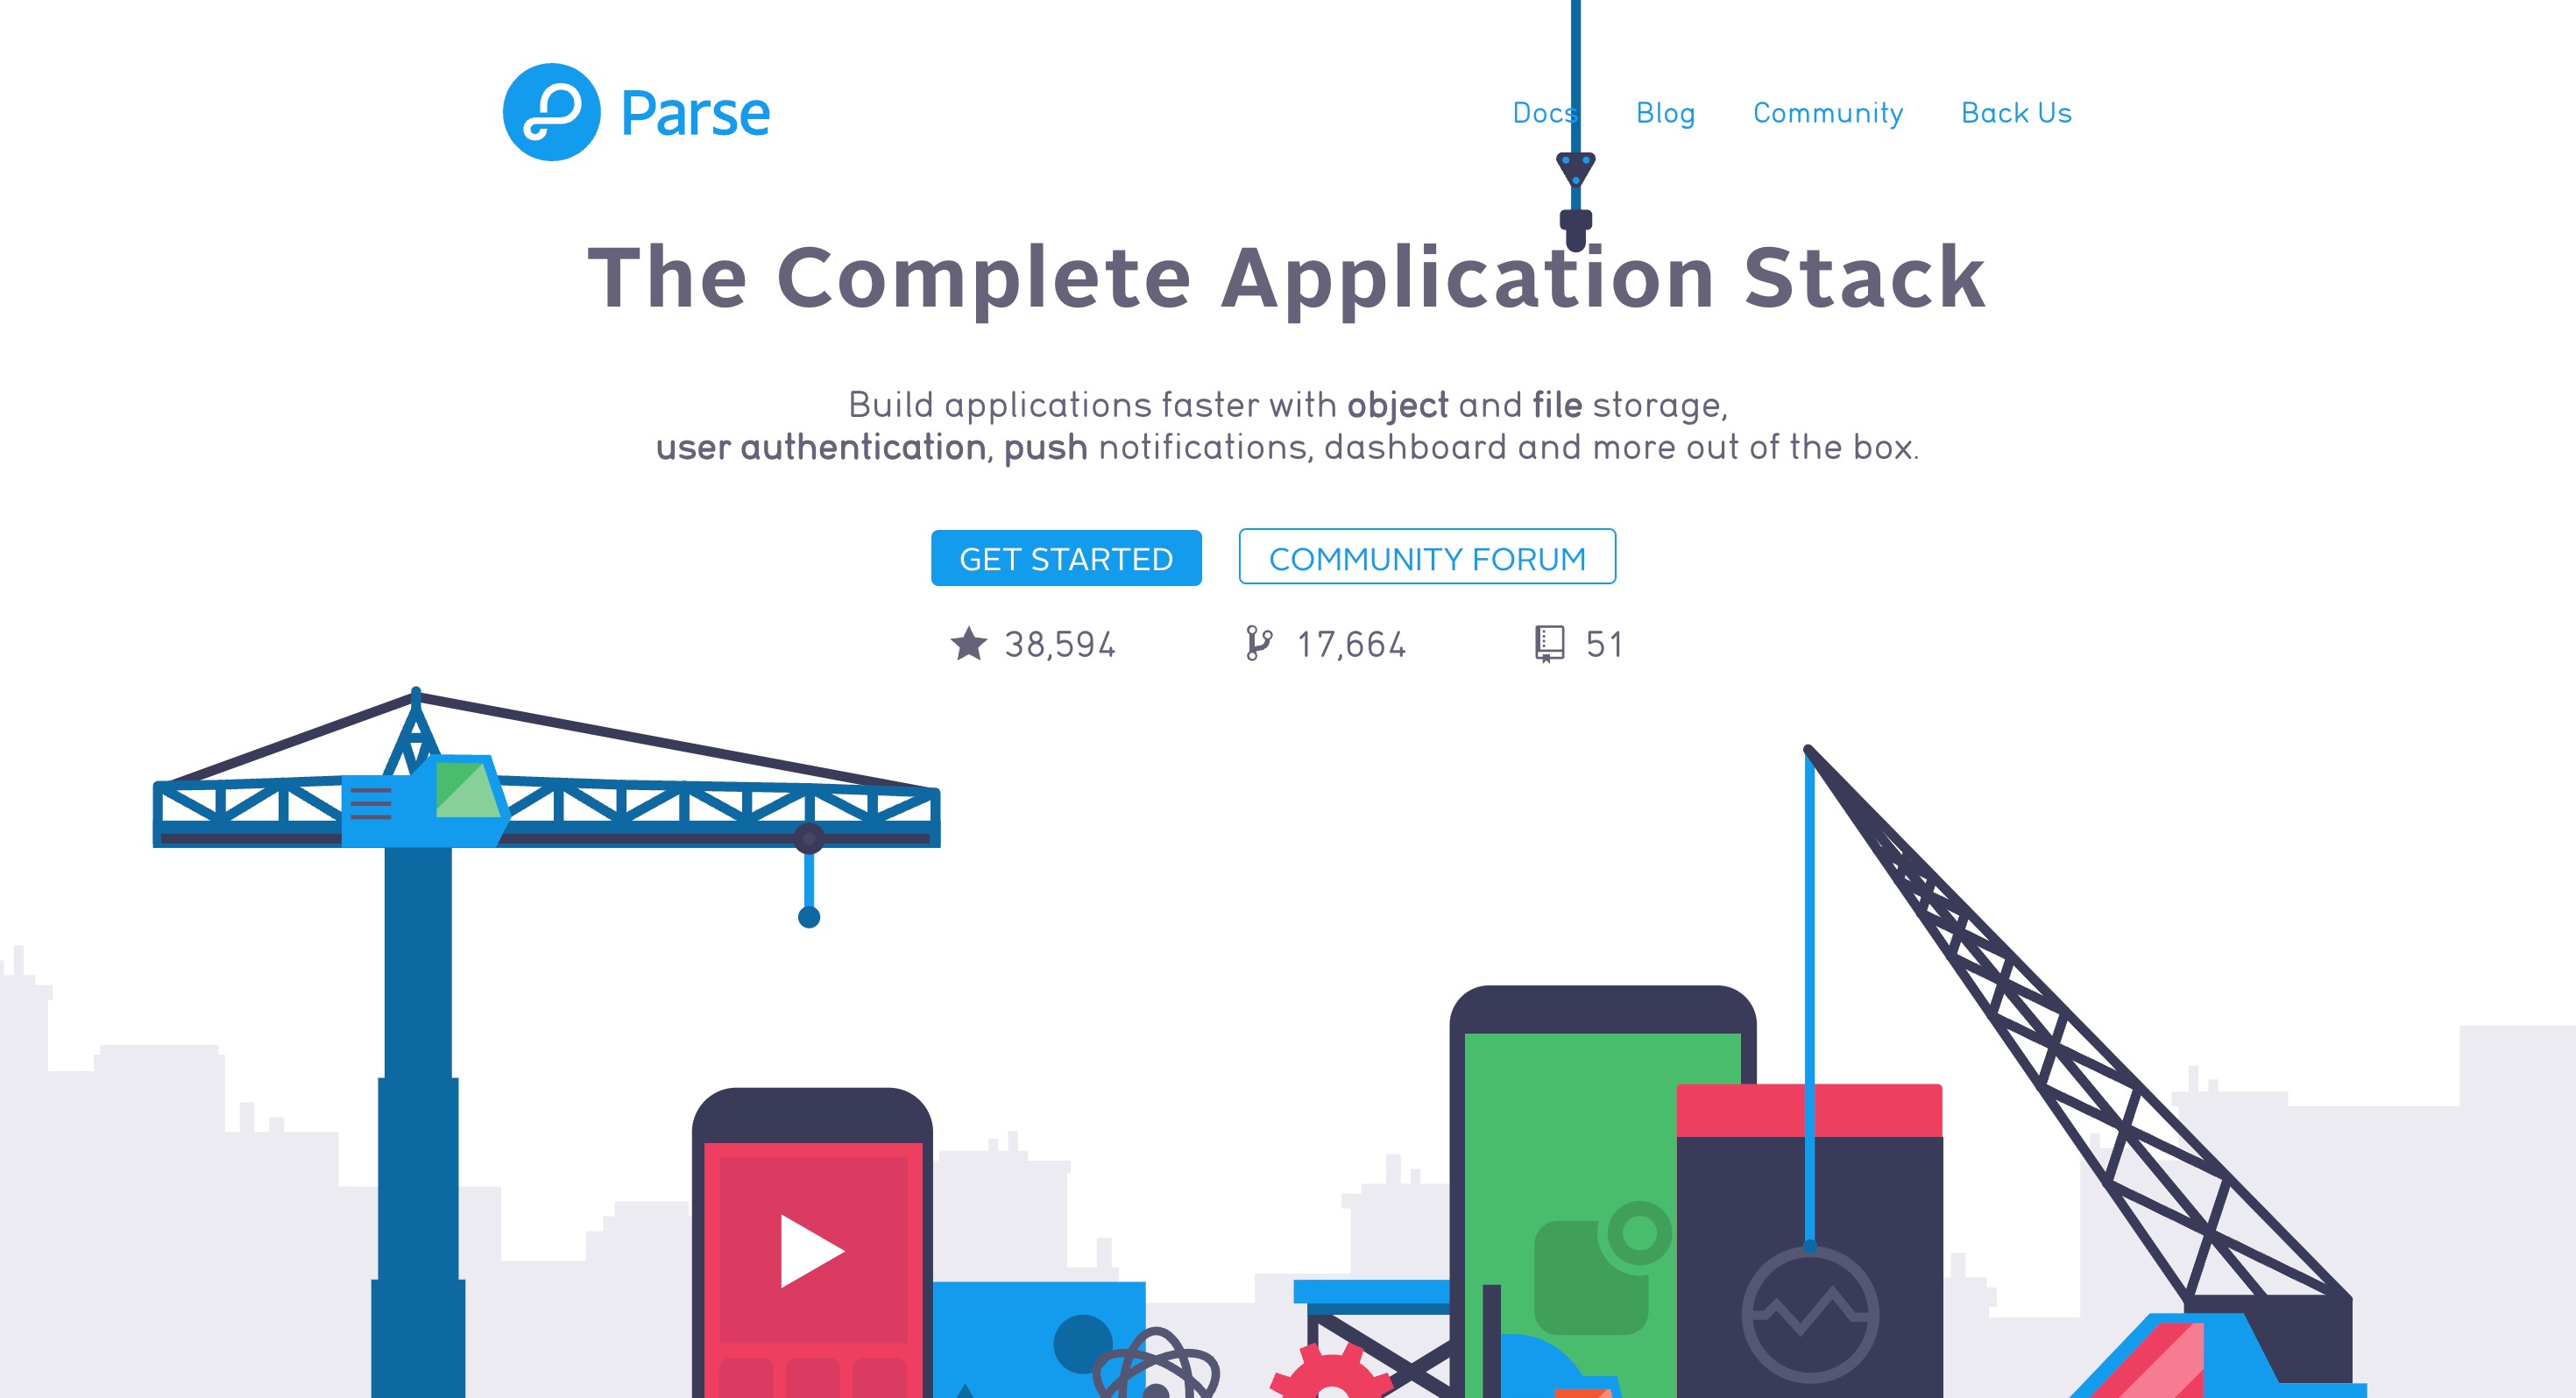 Parse
Docs Blog Community Back Us
The Complete Application Stack
Build applications faster with object and file storage,
user authentication, push notifications, dashboard and more out of the box.
GET STARTED COMMUNITY FORUM
38,594 17,664 51